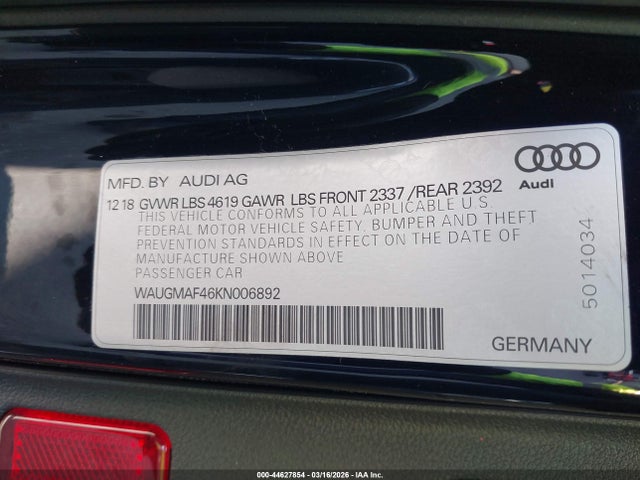 MFD. BY AUDI AG
Audi
12 18 GVWR LBS 4619 GAWR LBS FRONT 2337 /REAR 2392
THIS VEHICLE CONFORMS TO ALL APPLICABLE U S
FEDERAL MOTOR VEHICLE SAFETY, BUMPER AND THEFT
PREVENTION STANDARDS IN EFFECT ON THE DATE OF
MANUFACTURE SHOWN ABOVE
PASSENGER CAR
WAUGMAF46KN006892
5014034
GERMANY
000-44627854 | 03/16/2026 | IAA Inc.